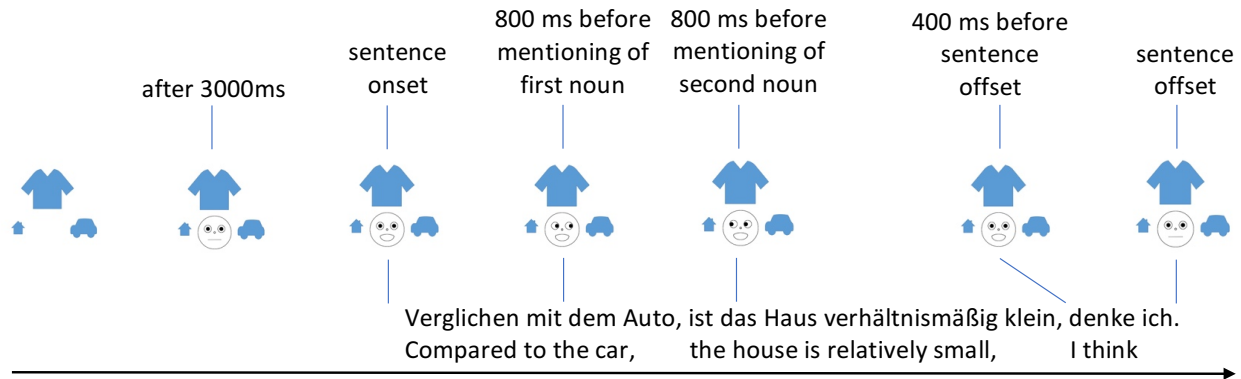 after 3000ms
sentence
onset
800 ms before
mentioning of
first noun
800 ms before
mentioning of
second noun
400 ms before
sentence
offset
sentence
offset
Verglichen mit dem Auto, ist das Haus verhältnismäßig klein, denke ich.
Compared to the car, the house is relatively small, I think